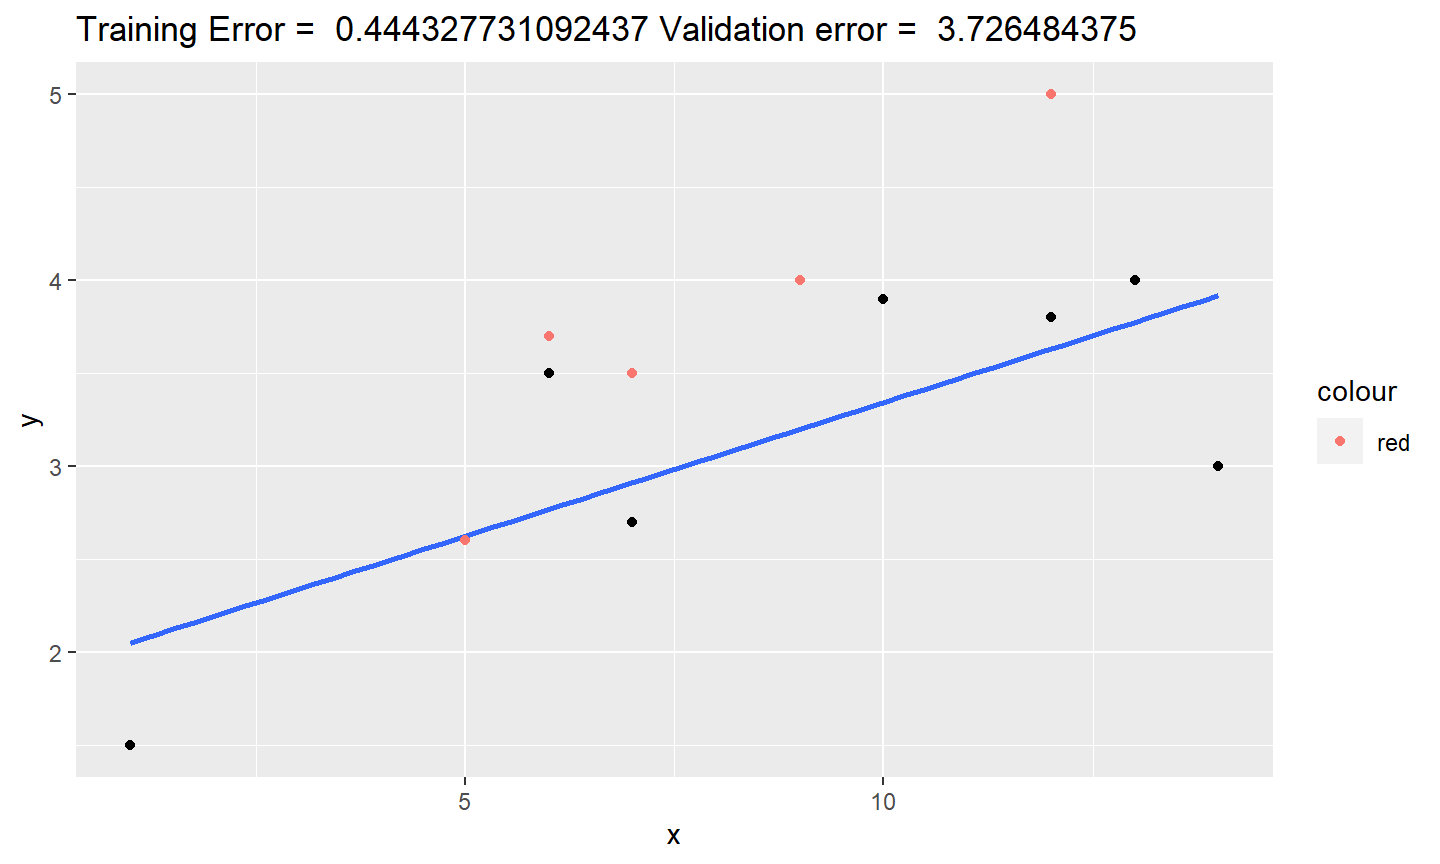 Training Error =  0.444327731092437 Validation error =  3.726484375
5
4
3
2
y
5 10
x
colour
red